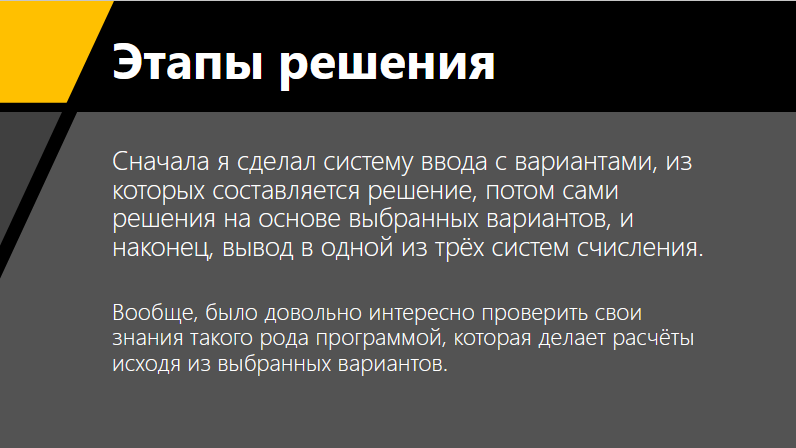 Этапы решения
Сначала я сделал систему ввода с вариантами, из
которых составляется решение, потом сами
решения на основе выбранных вариантов, и
наконец, вывод в одной из трёх систем счисления.
Вообще, было довольно интересно проверить свои
знания такого рода программой, которая делает расчёты
исходя из выбранных вариантов.